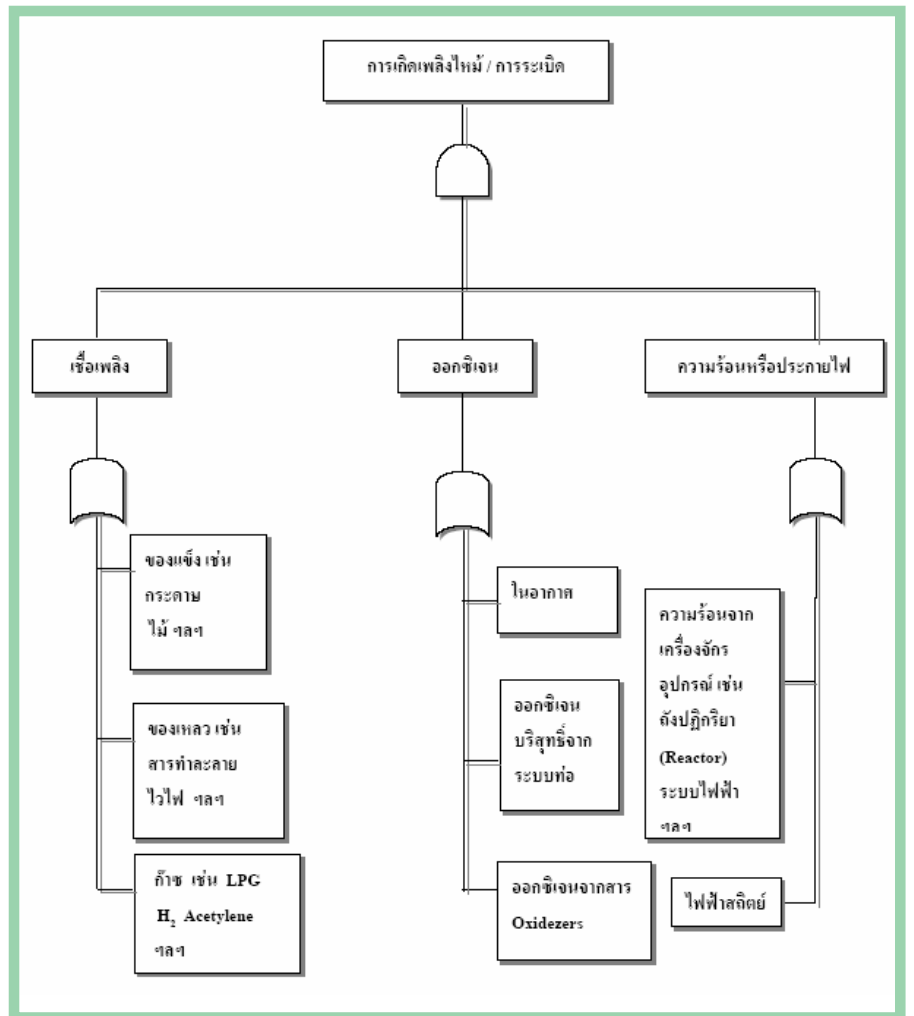 การเกิดเพลิงไหม้ / การระเบิด
เชื้อเพลิง
ออกซิเจน
ความร้อนหรือประกายไฟ
ของแข็ง เช่น
กระดาษ
ไม้ ฯลฯ
ของเหลว เช่น
สารทำละลาย
ไวไฟ ฯลฯ
ก๊าซ เช่น LPG
H₂ Acetylene
ฯลฯ
ในอากาศ
ออกซิเจน
บริสุทธิ์จาก
ระบบท่อ
ออกซิเจนจากสาร
Oxidezers
ความร้อนจาก
เครื่องจักร
อุปกรณ์ เช่น
ถังปฏิกริยา
(Reactor)
ระบบไฟฟ้า
ฯลฯ
ไฟฟ้าสถิตย์